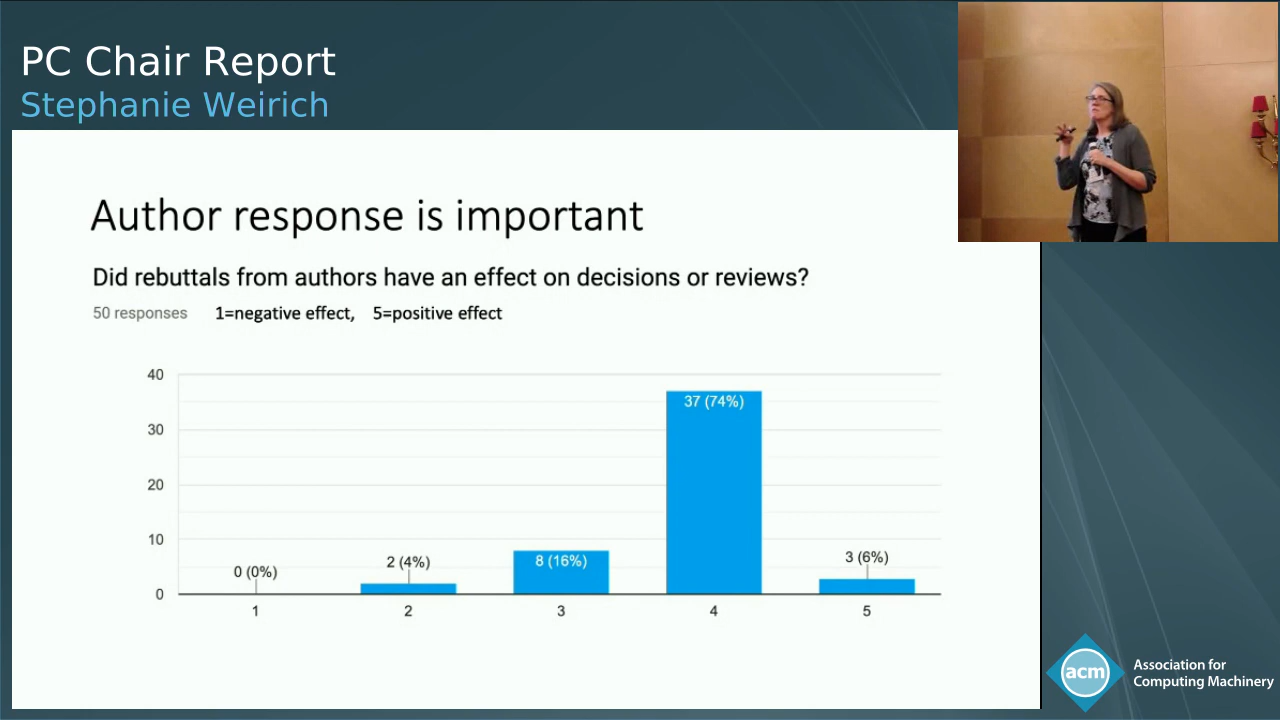 PC Chair Report
Stephanie Weirich
Author response is important
Did rebuttals from authors have an effect on decisions or reviews?
50 responses 1=negative effect, 5=positive effect
40
30
20
10
0
0 (0%)
2 (4%)
8 (16%)
37 (74%)
3 (6%)
1 2 3 4 5
acm
Association for
Computing Machinery